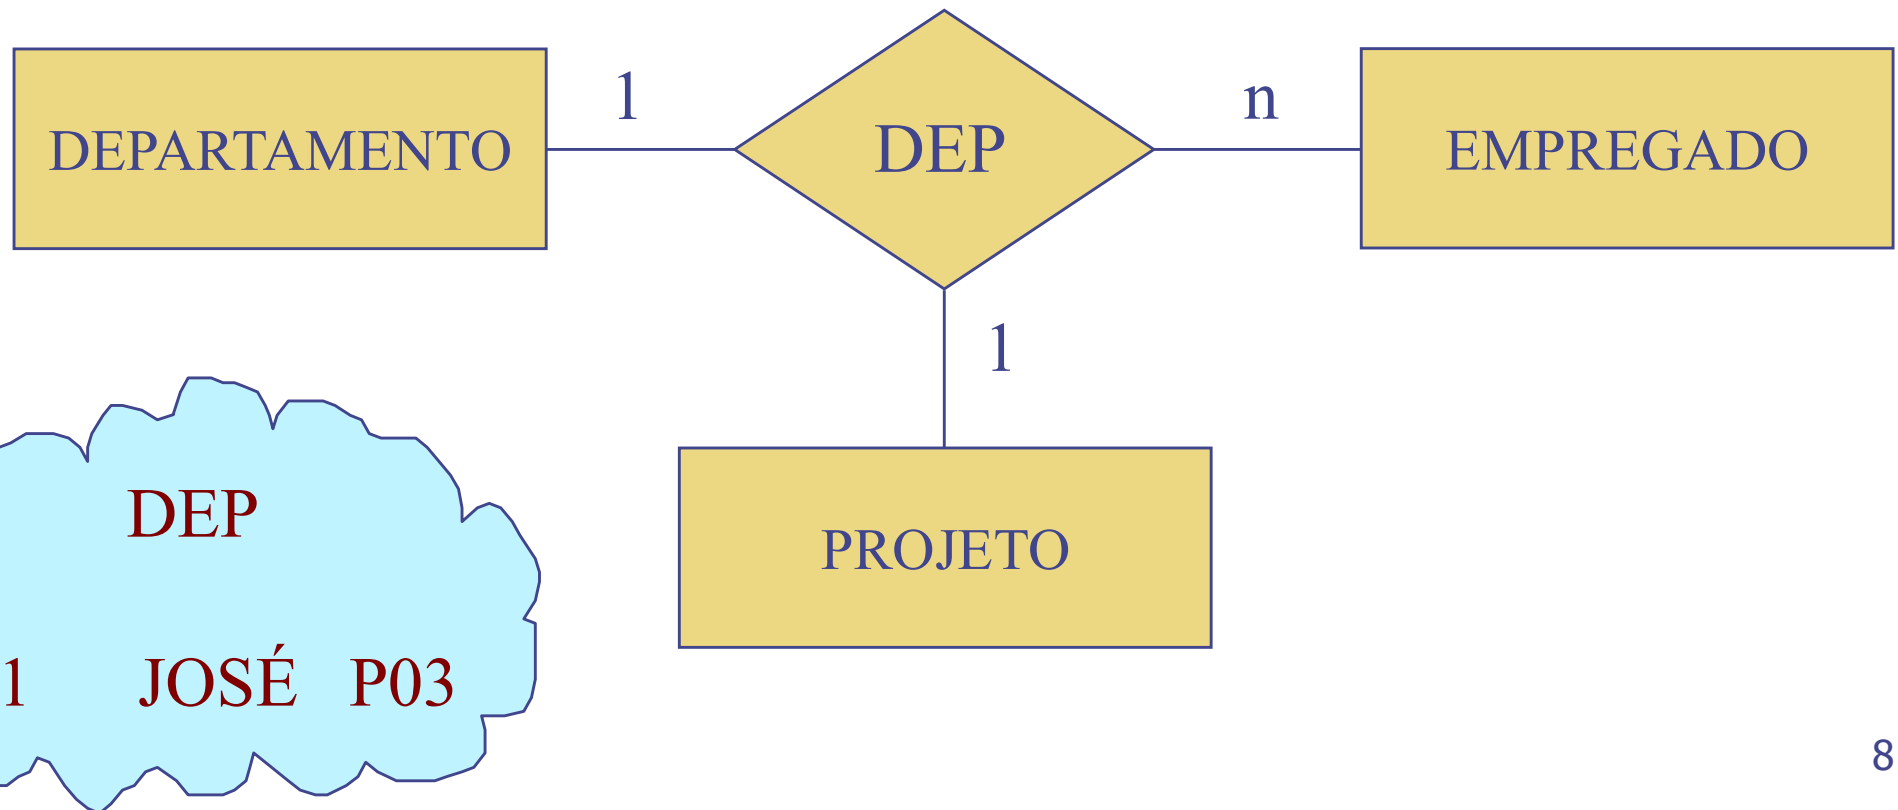 DEPARTAMENTO 1 DEP n EMPREGADO
1
PROJETO
DEP
1 JOSÉ P03
8